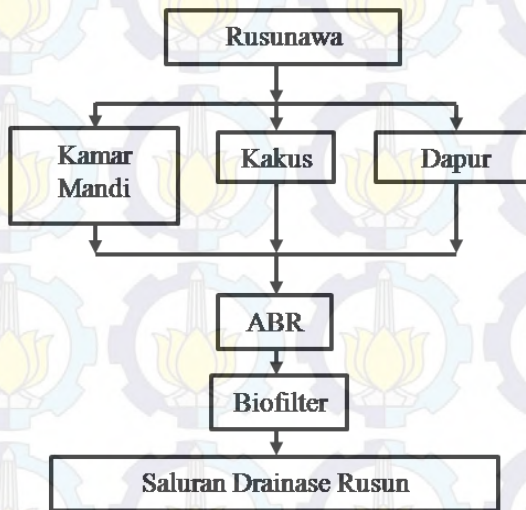 Rusunawa
Kamar
Mandi
Kakus
Dapur
ABR
Biofilter
Saluran Drainase Rusun